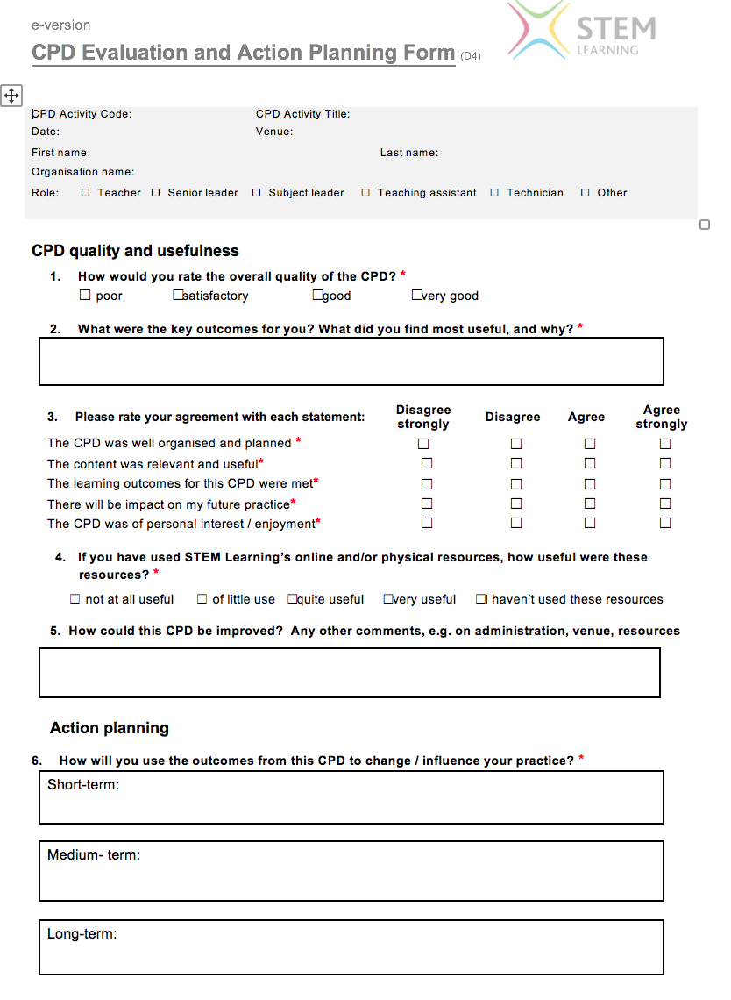 e-version
CPD Evaluation and Action Planning Form (D4)
STEM
LEARNING
CPD Activity Code: CPD Activity Title:
Date: Venue:
First name: Last name:
Organisation name:
Role: ☐ Teacher ☐ Senior leader ☐ Subject leader ☐ Teaching assistant ☐ Technician ☐ Other
CPD quality and usefulness
1. How would you rate the overall quality of the CPD? *
☐ poor ☐satisfactory ☐good ☐very good
2. What were the key outcomes for you? What did you find most useful, and why? *
3. Please rate your agreement with each statement: Disagree strongly Disagree Agree Agree strongly
The CPD was well organised and planned * ☐ ☐ ☐ ☐
The content was relevant and useful* ☐ ☐ ☐ ☐
The learning outcomes for this CPD were met* ☐ ☐ ☐ ☐
There will be impact on my future practice* ☐ ☐ ☐ ☐
The CPD was of personal interest / enjoyment* ☐ ☐ ☐ ☐
4. If you have used STEM Learning's online and/or physical resources, how useful were these
resources? *
☐ not at all useful ☐ of little use ☐quite useful ☐very useful ☐I haven't used these resources
5. How could this CPD be improved? Any other comments, e.g. on administration, venue, resources
Action planning
6. How will you use the outcomes from this CPD to change / influence your practice? *
Short-term:
Medium- term:
Long-term: